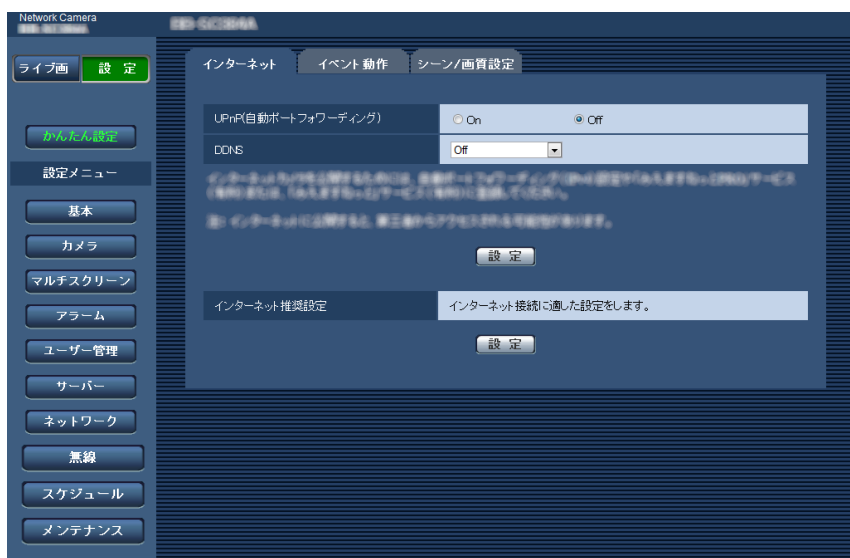 Network Camera
ライブ画 設 定
インターネット イベント動作 シーン/画質設定
かんたん設定
設定メニュー
基本
カメラ
マルチスクリーン
アラーム
ユーザー管理
サーバー
ネットワーク
無線
スケジュール
メンテナンス
UPnP(自動ポートフォワーディング) On Off
DDNS Off
設 定
インターネット推奨設定 インターネット接続に適した設定をします。
設 定